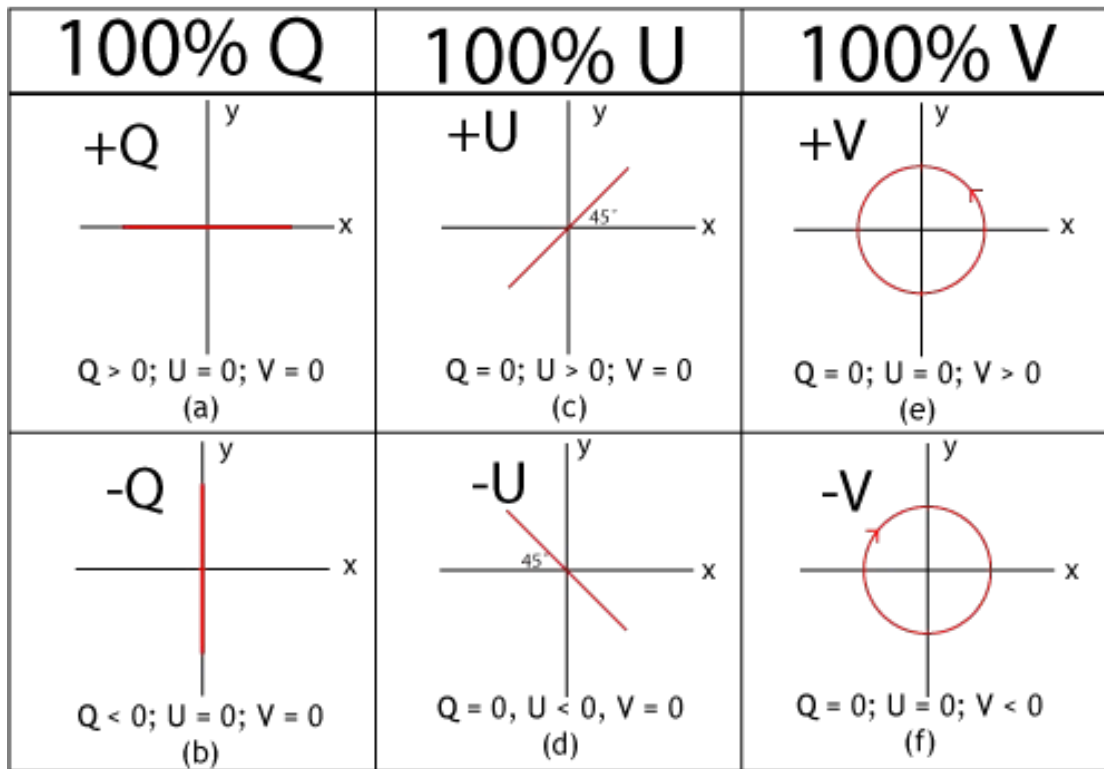 100% Q
100% U
100% V
+Q
y
x
Q > 0; U = 0; V = 0
(a)
+U
y
45°
x
Q = 0; U > 0; V = 0
(c)
+V
y
x
Q = 0; U = 0; V > 0
(e)
-Q
y
x
Q < 0; U = 0; V = 0
(b)
-U
y
45°
x
Q = 0, U < 0, V = 0
(d)
-V
y
x
Q = 0; U = 0; V < 0
(f)